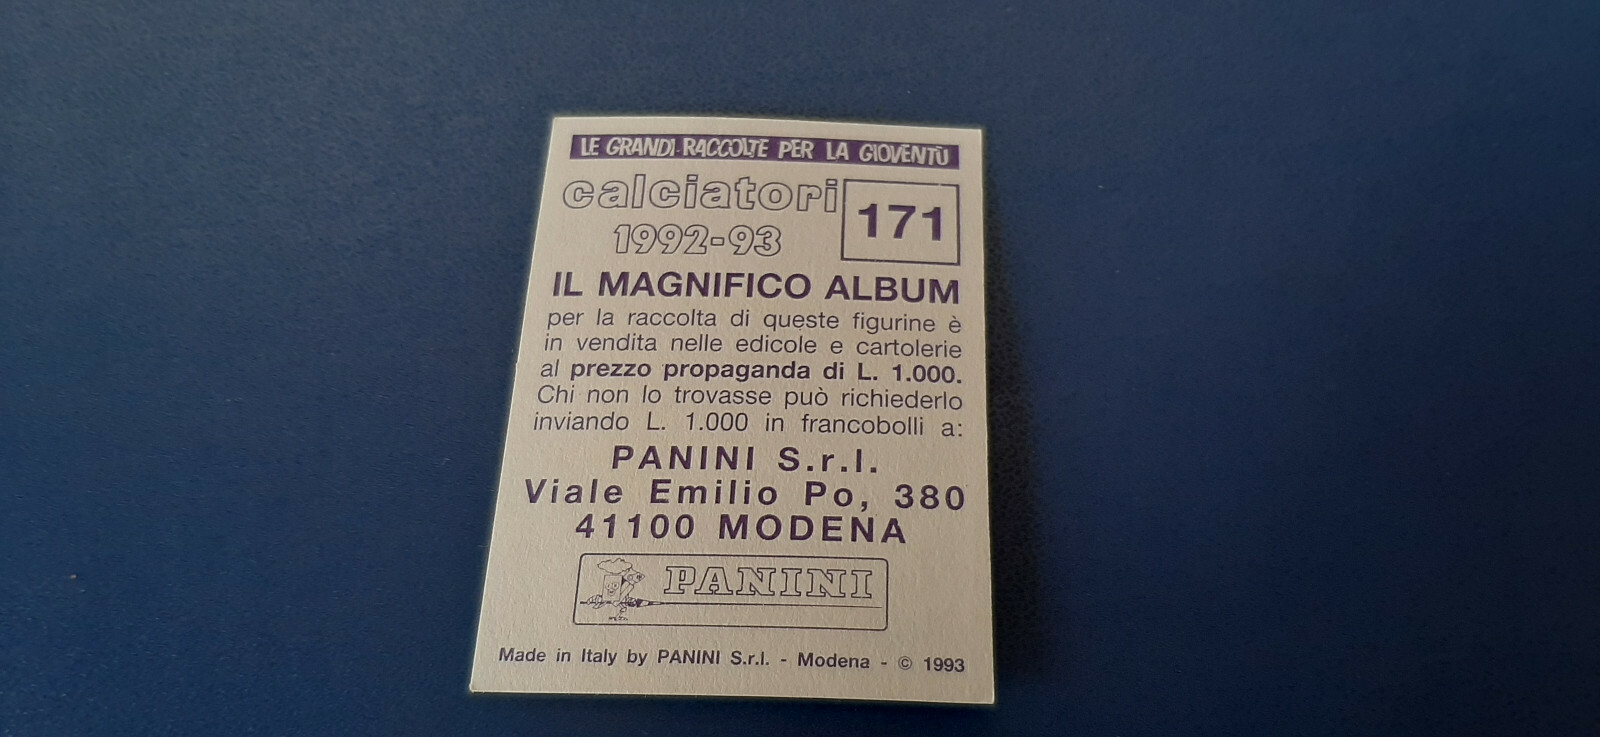 LE GRANDI RACCOLTE PER LA GIOVENTÙ
calciatori
1992-93
171
IL MAGNIFICO ALBUM
per la raccolta di queste figurine è
in vendita nelle edicole e cartolerie
al prezzo propaganda di L. 1.000.
Chi non lo trovasse può richiederlo
inviando L. 1.000 in francobolli a:
PANINI S.r.l.
Viale Emilio Po, 380
41100 MODENA
PANINI
Made in Italy by PANINI S.r.l. - Modena - © 1993